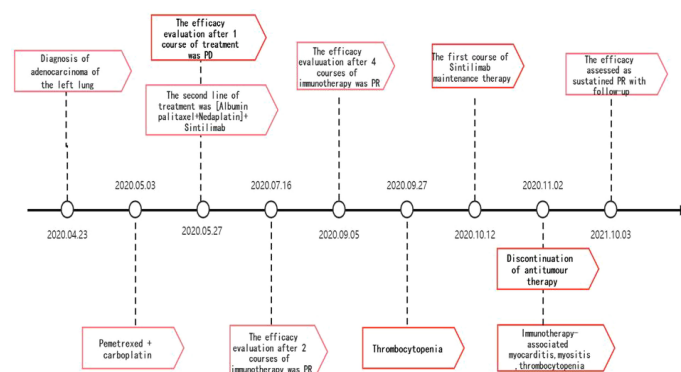 Diagnosis of
adenocarcinoma of
the left lung
The efficacy
evaluation after 1
course of treatment
was PD
The second line of
treatment was [Albumin
palitaxel+Nedaplatin]+
Sintilimab
The efficacy
evaluuation after 4
courses of
immunotherapy was PR
The first course of
Sintilimab
maintenance therapy
The efficacy
assessed as
sustatined PR with
follow-up
2020.05.03
2020.07.16
2020.09.27
2020.11.02
2020.04.23
2020.05.27
2020.09.05
2020.10.12
2021.10.03
Pemetrexed +
carboplatin
The efficacy
evaluation after 2
courses of
immunotherapy was PR
Thrombocytopenia
Discontinuation
of antitumour
therapy
Immunotherapy-
associated
myocarditis, myositis
,thrombocytopenia